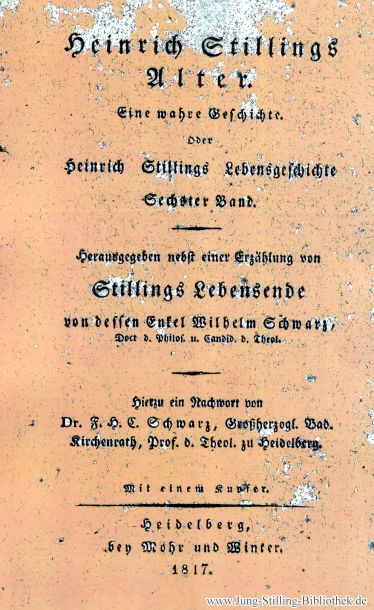 Heinrich Stillings
Alter.
Eine wahre Geschichte.
Oder
Heinrich Stillings Lebensgeschichte
Sechster Band.
Herausgegeben nebst einer Erzählung von
Stillings Lebensende
von dessen Enkel Wilhelm Schwarz,
Doct d. Philos. u. Candid. d. Theol.
Hierzu ein Nachwort von
Dr. F. H. C. Schwarz, Großherzogl. Bad.
Kirchenrath, Prof. d. Theol. zu Heidelberg.
Mit einem Kupfer.
Heidelberg,
bey Mohr und Winter.
1817.
www.Jung-Stilling-Bibliothek.de